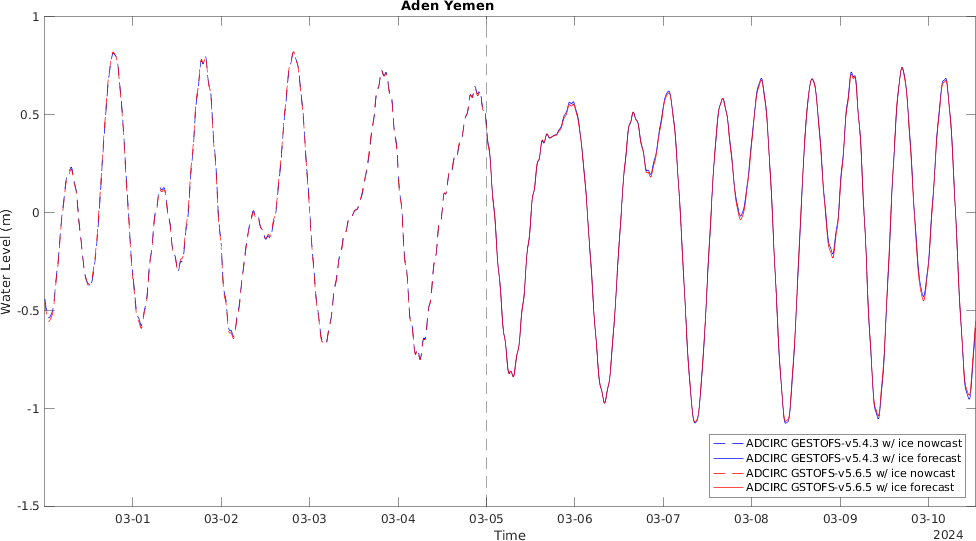 Aden Yemen
Water Level (m)
1
0.5
0
-0.5
-1
-1.5
ADCIRC GESTOFS-v5.4.3 w/ ice nowcast
ADCIRC GESTOFS-v5.4.3 w/ ice forecast
ADCIRC GSTOFS-v5.6.5 w/ ice nowcast
ADCIRC GSTOFS-v5.6.5 w/ ice forecast
03-01 03-02 03-03 03-04 03-05 03-06 03-07 03-08 03-09 03-10
Time
2024